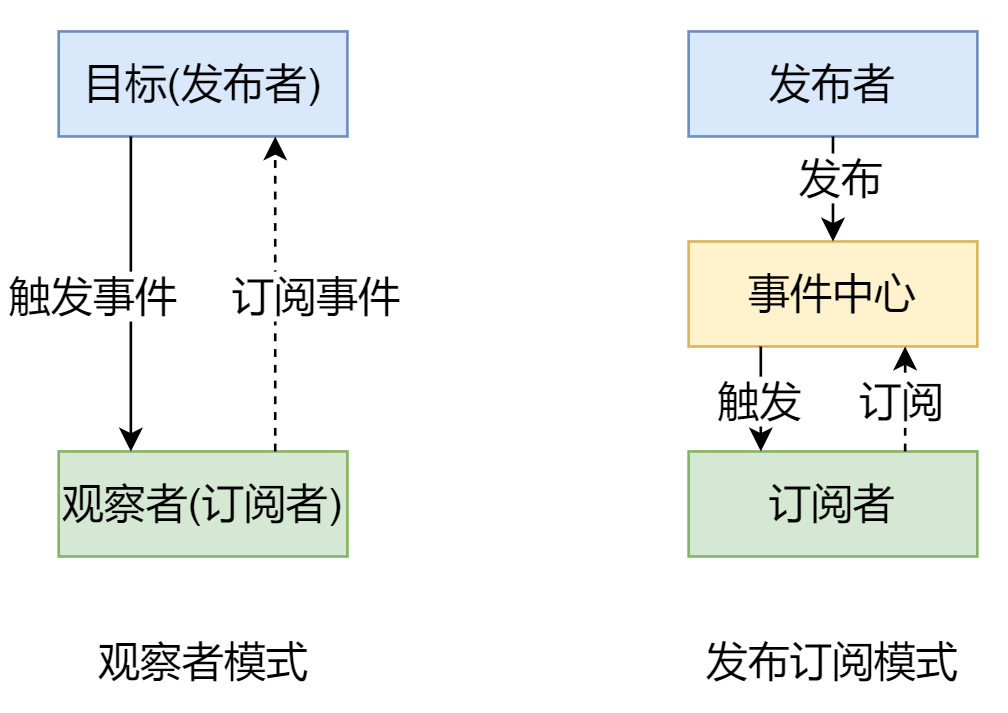 目标(发布者)
触发事件
订阅事件
观察者(订阅者)
观察者模式
发布者
发布
事件中心
触发
订阅
订阅者
发布订阅模式